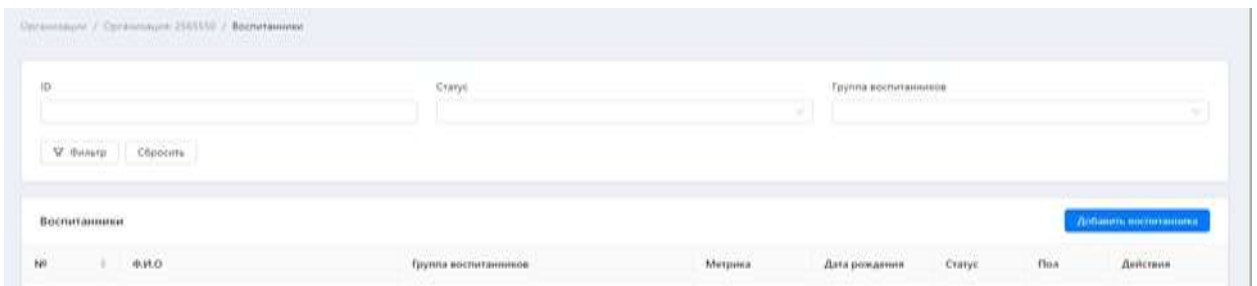 Организации / Организация 2565550 / Воспитанники
ID Статус Группа воспитанников
Фильтр Сбросить
Воспитанники Добавить воспитанника
№ Ф.И.О Группа воспитанников Метрика Дата рождения Статус Пол Действия